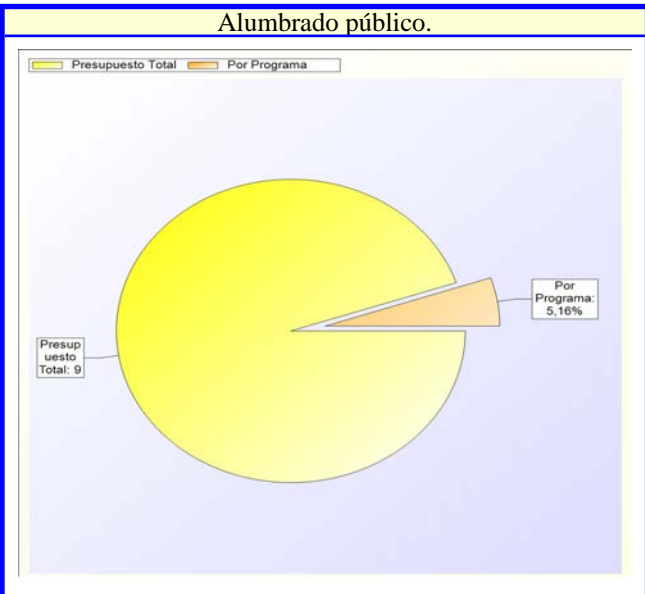 Alumbrado público.
Presupuesto Total Por Programa
Por
Programa:
5,16%
Presup
uesto
Total: 9